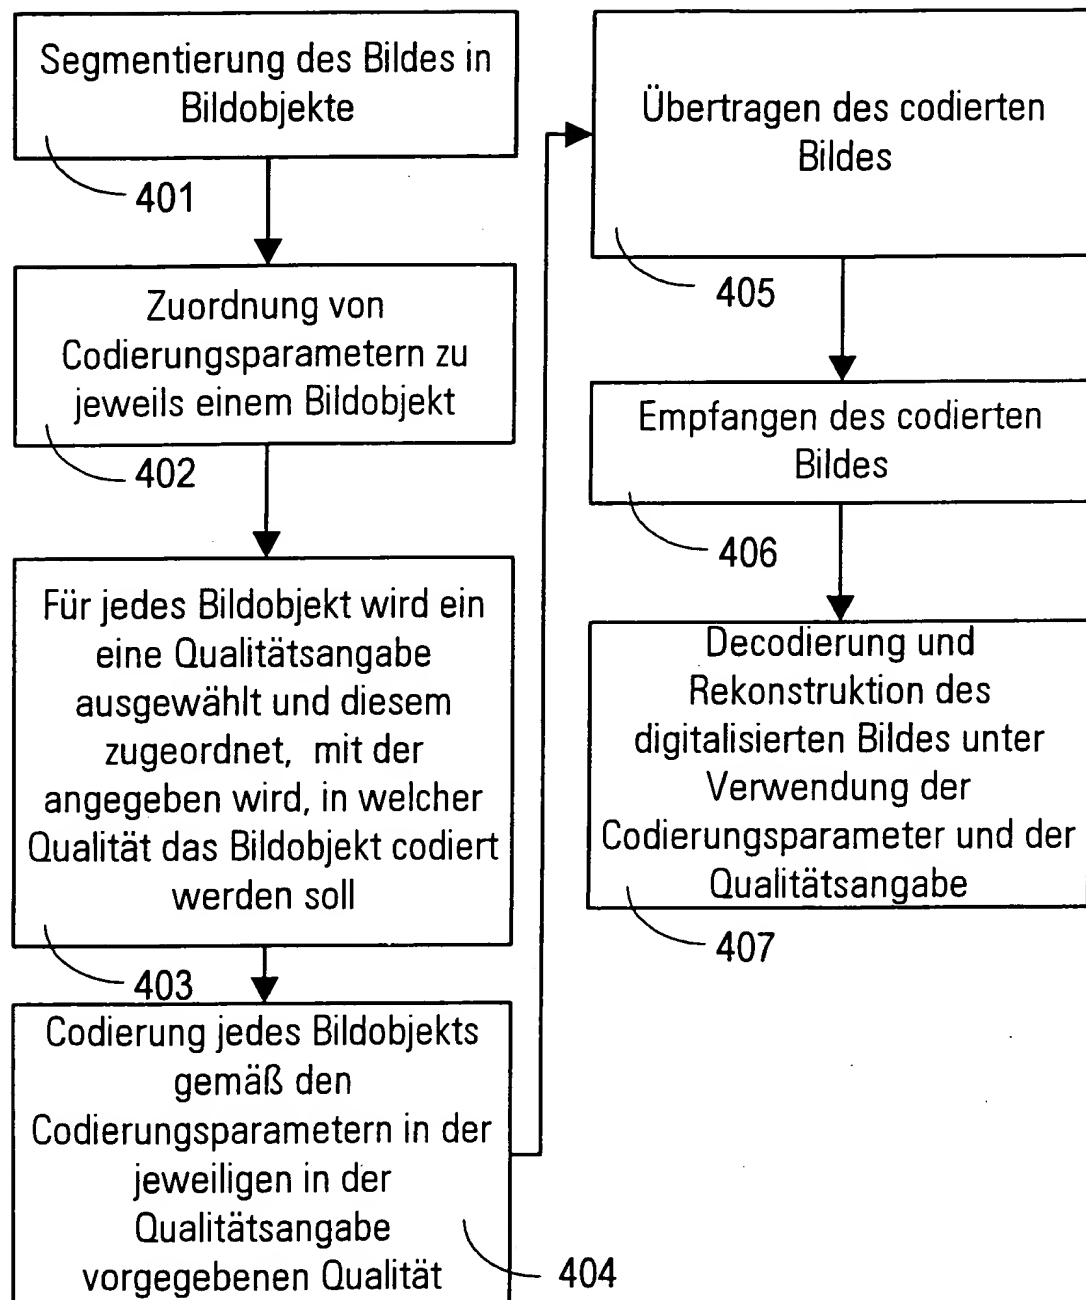 Segmentierung des Bildes in
Bildobjekte
401
Zuordnung von
Codierungsparametern zu
jeweils einem Bildobjekt
402
Für jedes Bildobjekt wird ein
eine Qualitätsangabe
ausgewählt und diesem
zugeordnet, mit der
angegeben wird, in welcher
Qualität das Bildobjekt codiert
werden soll
403
Codierung jedes Bildobjekts
gemäß den
Codierungsparametern in der
jeweiligen in der
Qualitätsangabe
vorgegebenen Qualität
404
Übertragen des codierten
Bildes
405
Empfangen des codierten
Bildes
406
Decodierung und
Rekonstruktion des
digitalisierten Bildes unter
Verwendung der
Codierungsparameter und der
Qualitätsangabe
407